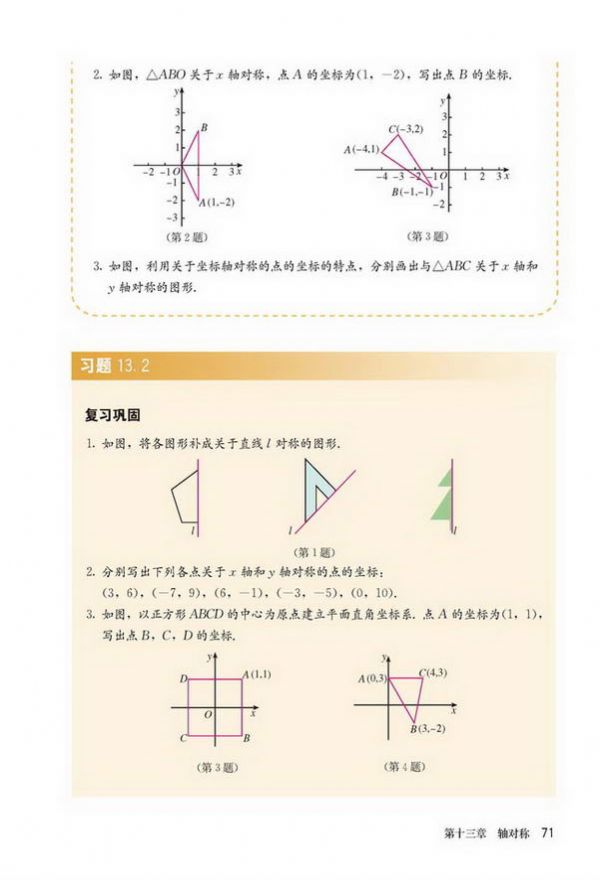 2. 如图，△ABO 关于 x 轴对称，点 A 的坐标为(1，-2)，写出点 B 的坐标.
y
3
2
1
B
-2 -1 O 1 2 3 x
-1
-2
-3
A(1,-2)
(第 2 题)
y
3
2
1
C(-3,2)
A(-4,1)
-4 -3 -2 -1 O 1 2 3 x
B(-1,-1)
-1
-2
(第 3 题)
3. 如图，利用关于坐标轴对称的点的坐标的特点，分别画出与△ABC 关于 x 轴和
y 轴对称的图形.
习题 13.2
复习巩固
1. 如图，将各图形补成关于直线 l 对称的图形.
l
l
l
(第 1 题)
2. 分别写出下列各点关于 x 轴和 y 轴对称的点的坐标：
(3，6)，(-7，9)，(6，-1)，(-3，-5)，(0，10).
3. 如图，以正方形 ABCD 的中心为原点建立平面直角坐标系. 点 A 的坐标为(1，1)，
写出点 B，C，D 的坐标.
y
D
A(1,1)
O
x
C
B
(第 3 题)
y
A(0,3)
C(4,3)
x
B(3,-2)
(第 4 题)
第十三章 轴对称 71